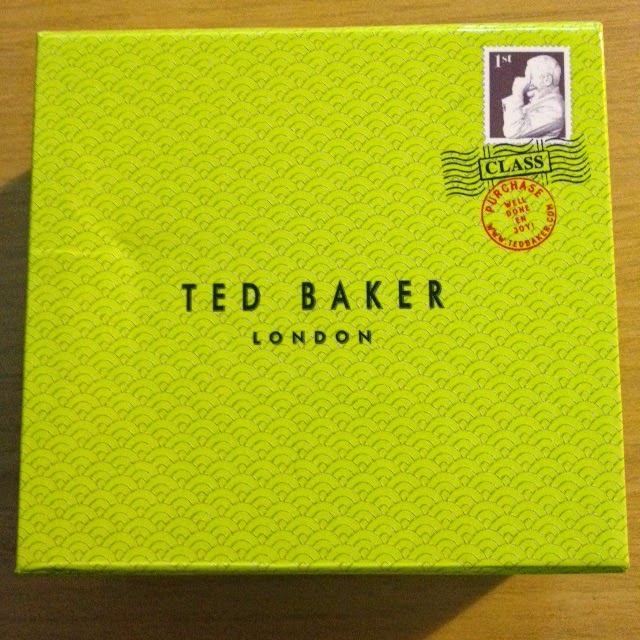 1st
CLASS
PURCHASE
WELL
DONE
EN
JOY!
WWW.TEDBAKER.COM
TED BAKER
LONDON